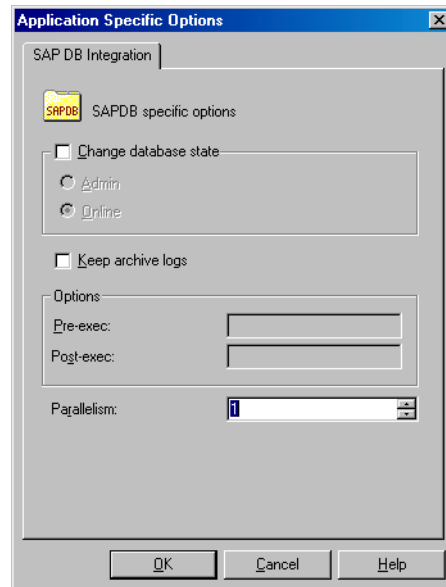 Application Specific Options
SAP DB Integration
SAPDB SAPDB specific options
Change database state
Admin
Online
Keep archive logs
Options
Pre-exec:
Post-exec:
Parallelism: 1
OK Cancel Help